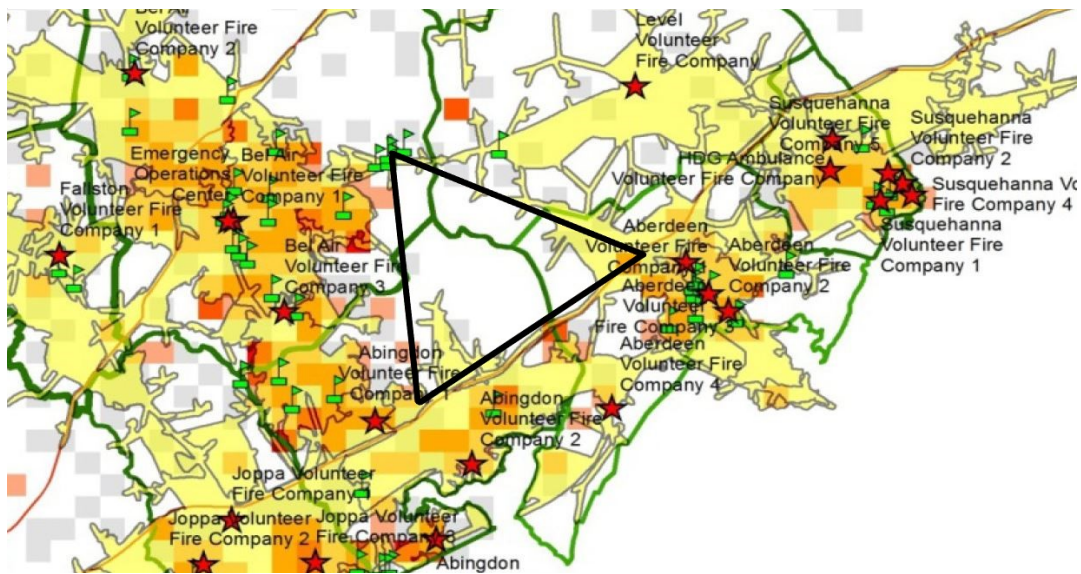 Bel Air
Volunteer Fire
Company 2
Level
Volunteer
Fire Company
Susquehanna
Volunteer Fire
Company 5
Susquehanna
Volunteer Fire
Company 2
HDG Ambulance
Volunteer Fire Company
Susquehanna Vo
Fire Company 4
Susquehanna
Volunteer Fire
Company 1
Emergency
Operations
Center
Bel Air
Volunteer Fire
Company 1
Fallston
Volunteer Fire
Company 1
Bel Air
Volunteer Fire
Company 3
Aberdeen
Volunteer Fire
Company 1
Aberdeen
Volunteer Fire
Company 2
Aberdeen
Volunteer
Fire Company 3
Aberdeen
Volunteer Fire
Company 4
Abingdon
Volunteer Fire
Company 1
Abingdon
Volunteer Fire
Company 2
Joppa Volunteer
Fire Company
Joppa Volunteer
Fire Company 2
Joppa Volunteer
Fire Company 3
Abingdon